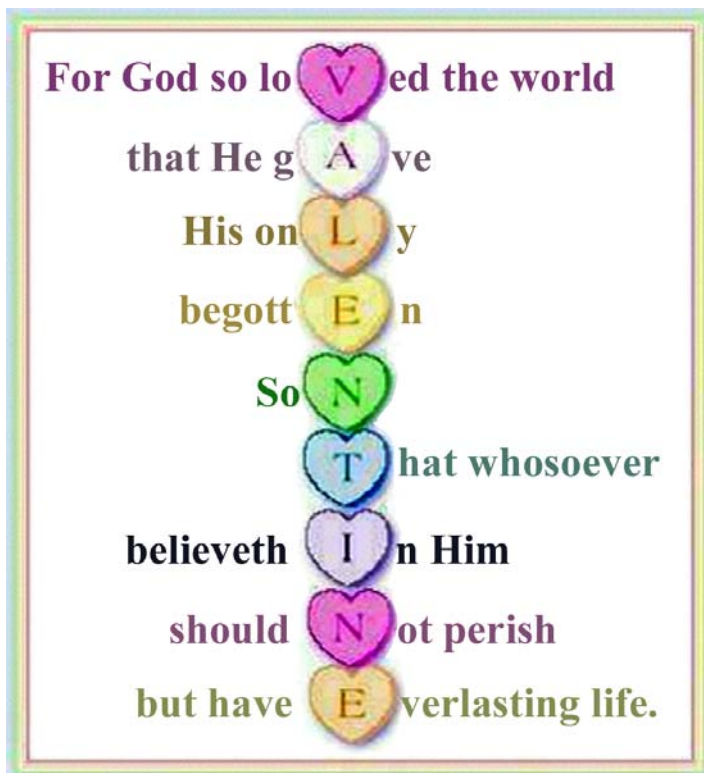 For God so loVed the world
that He gAve
His onLy
begottEn
SoN
That whosoever
believeth In Him
should Not perish
but have Everlasting life.